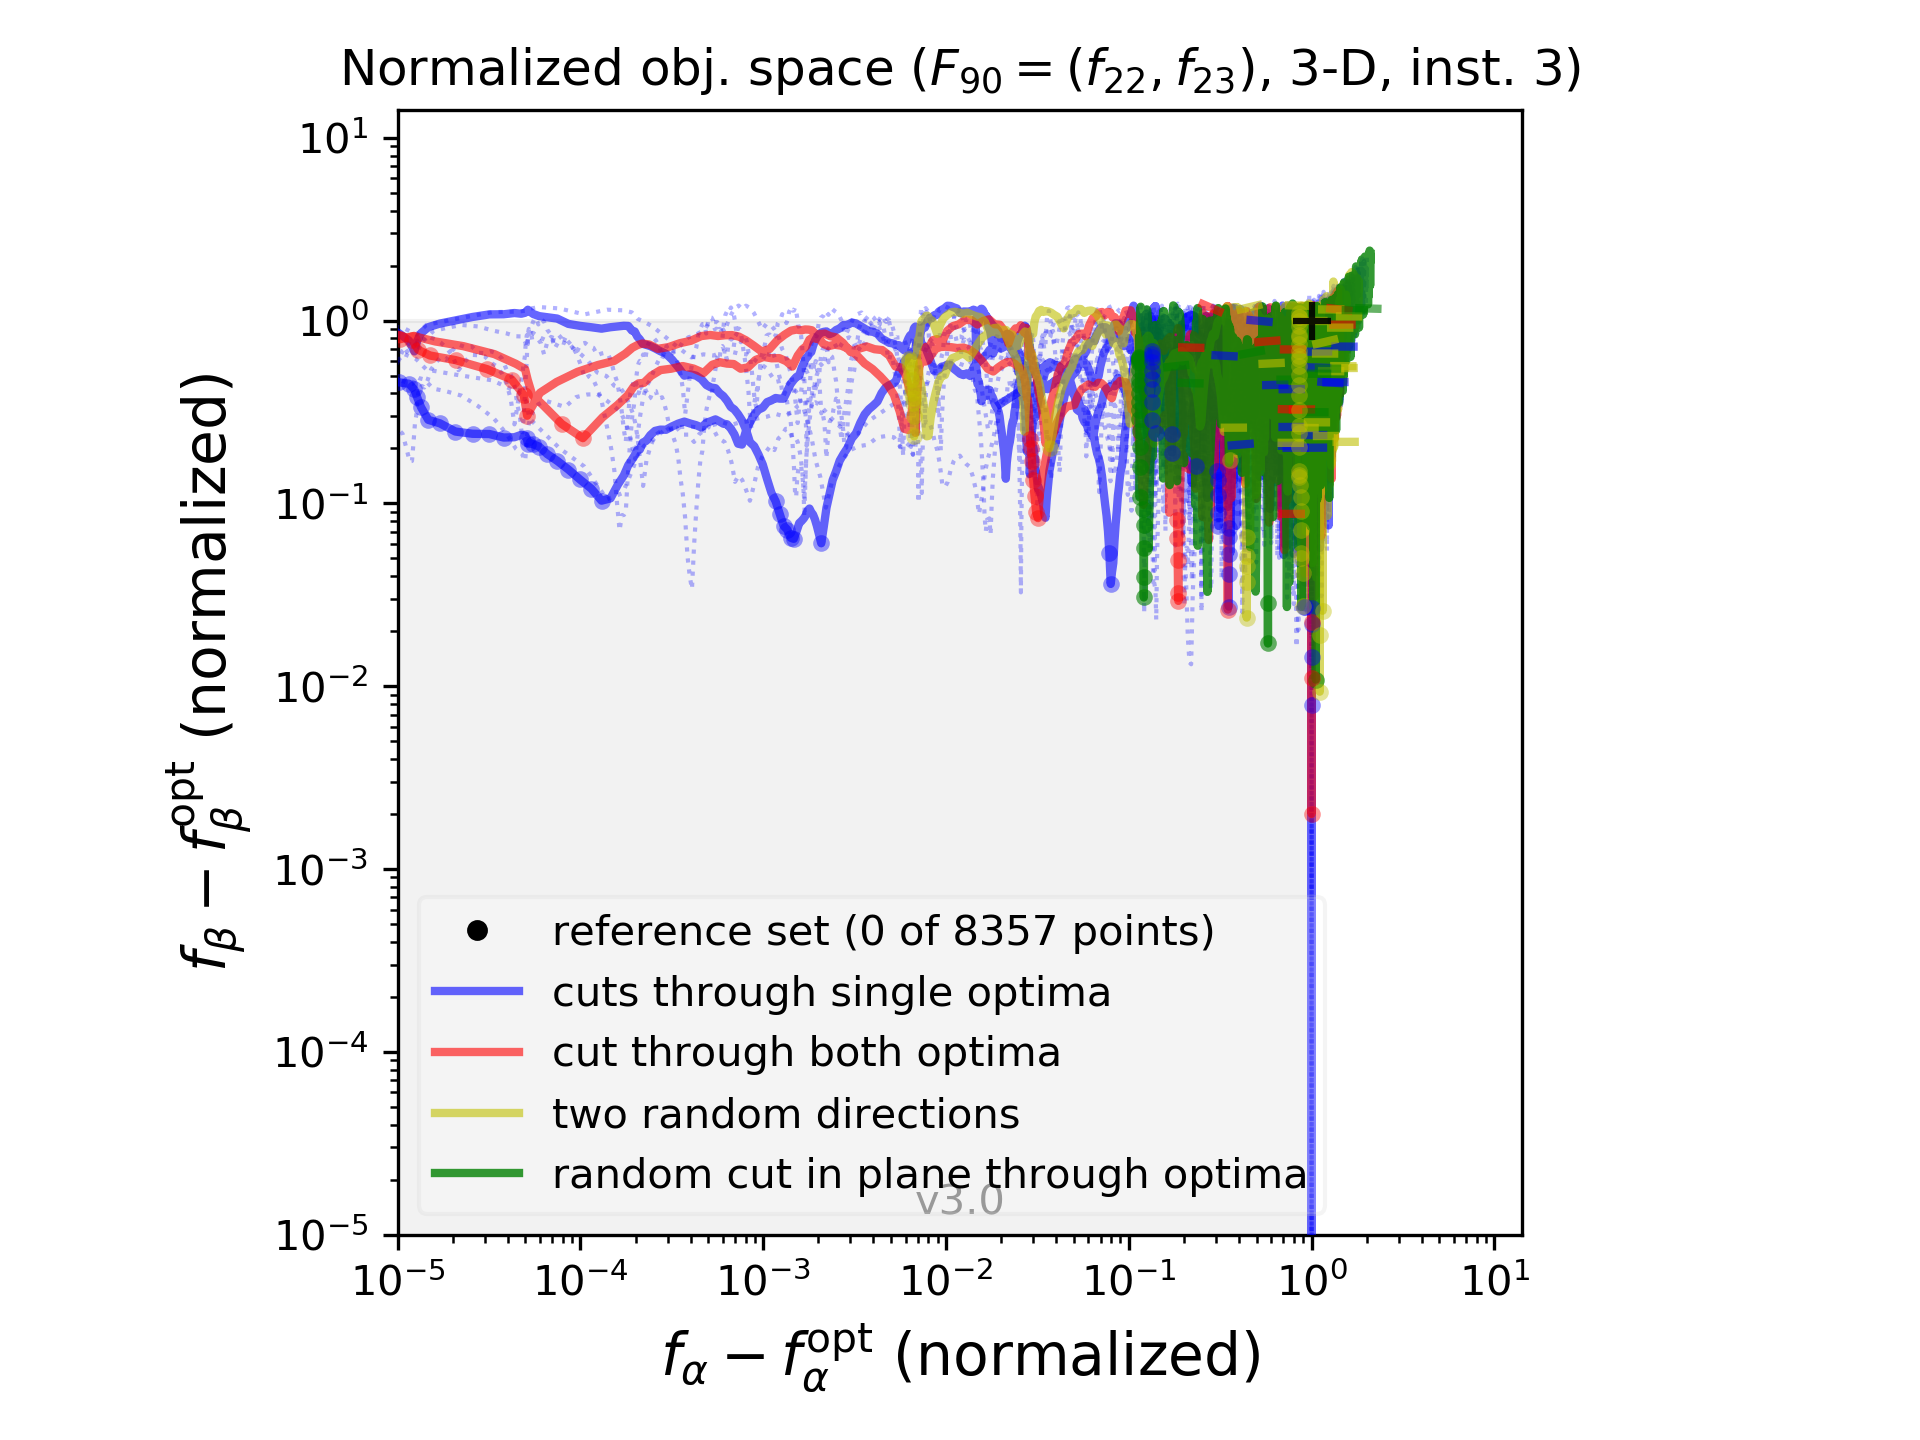 Normalized obj. space (F₉₀ = (f₂₂, f₂₃), 3-D, inst. 3)
10¹
10⁰
10⁻¹
10⁻²
10⁻³
10⁻⁴
10⁻⁵
f_β − f_β^opt (normalized)
reference set (0 of 8357 points)
cuts through single optima
cut through both optima
two random directions
random cut in plane through optima
v3.0
10⁻⁵ 10⁻⁴ 10⁻³ 10⁻² 10⁻¹ 10⁰ 10¹
f_α − f_α^opt (normalized)